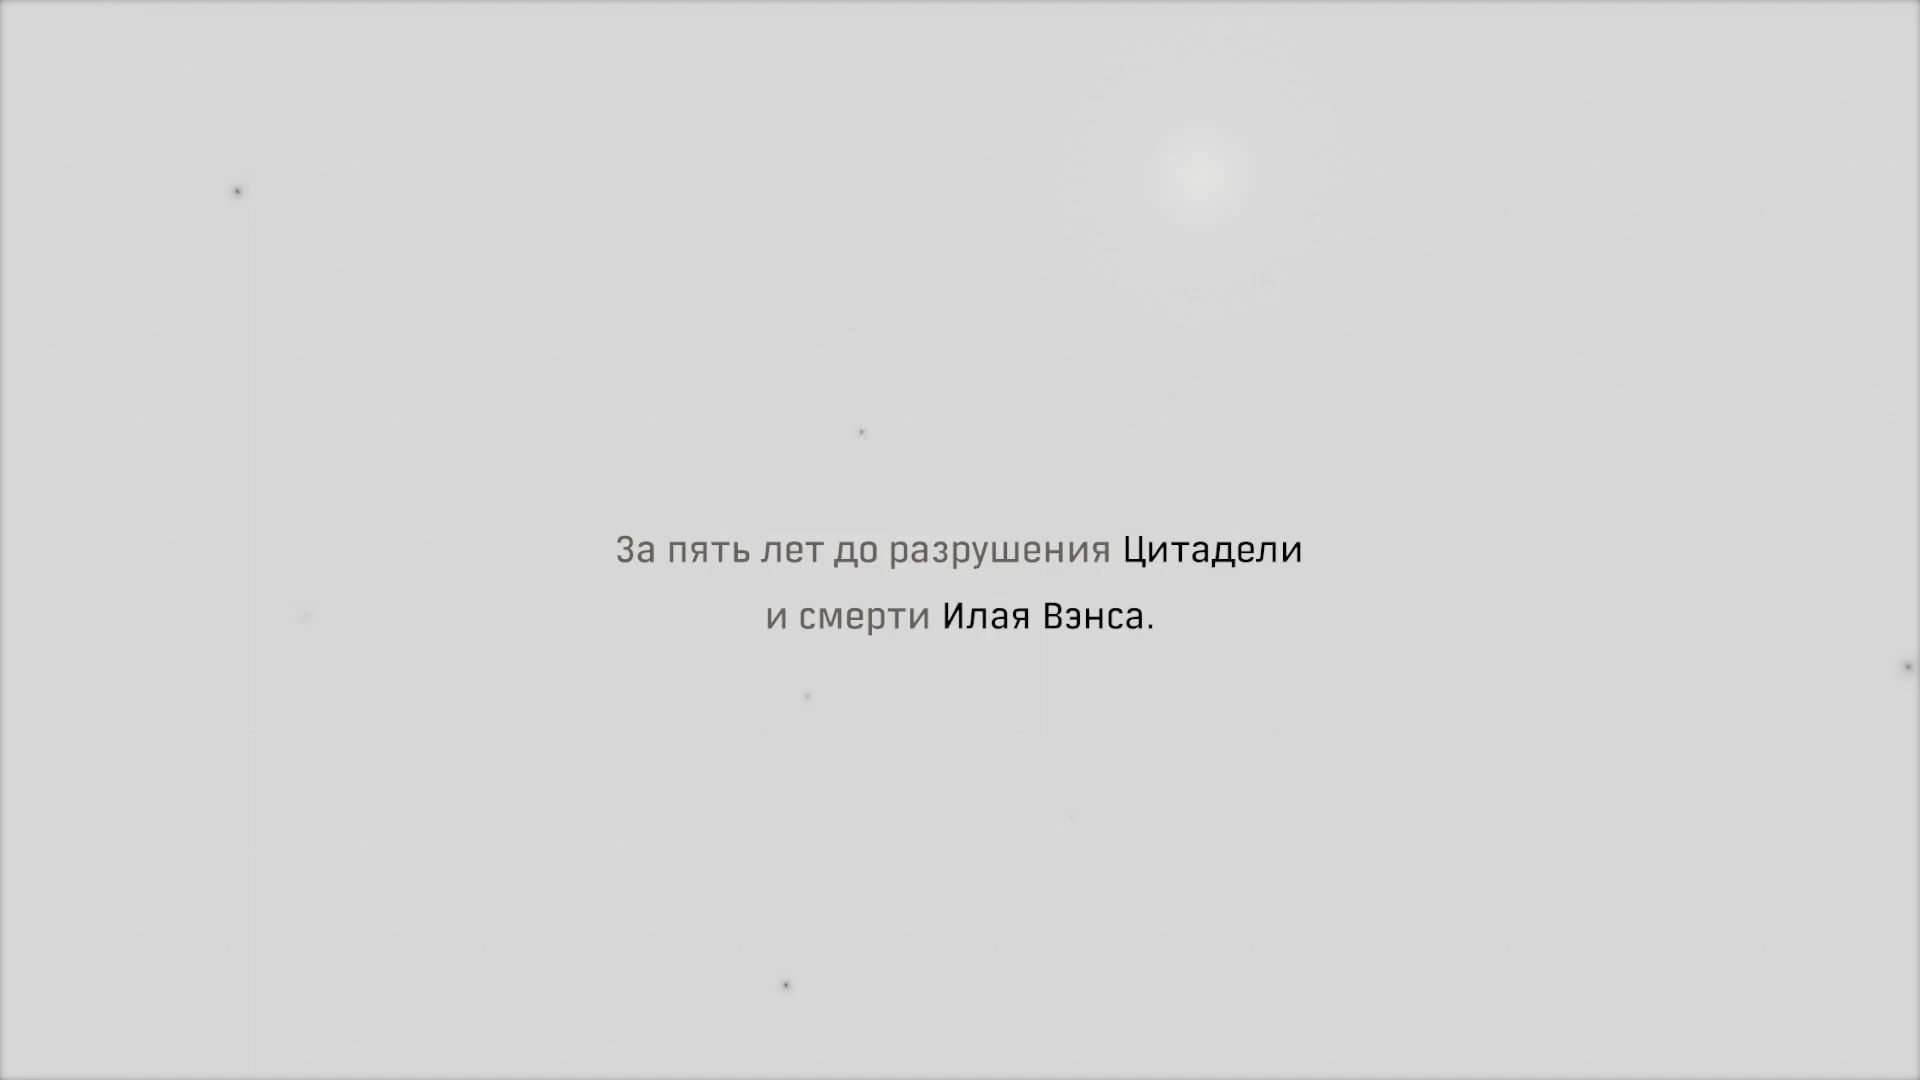 За пять лет до разрушения Цитадели
и смерти Илая Вэнса.